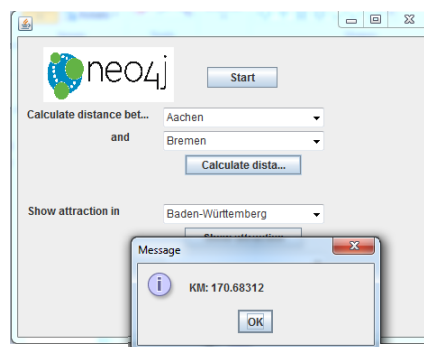 neo4j
Start
Calculate distance bet...
Aachen
and
Bremen
Calculate dista...
Show attraction in
Baden-Württemberg
Message
KM: 170.68312
OK